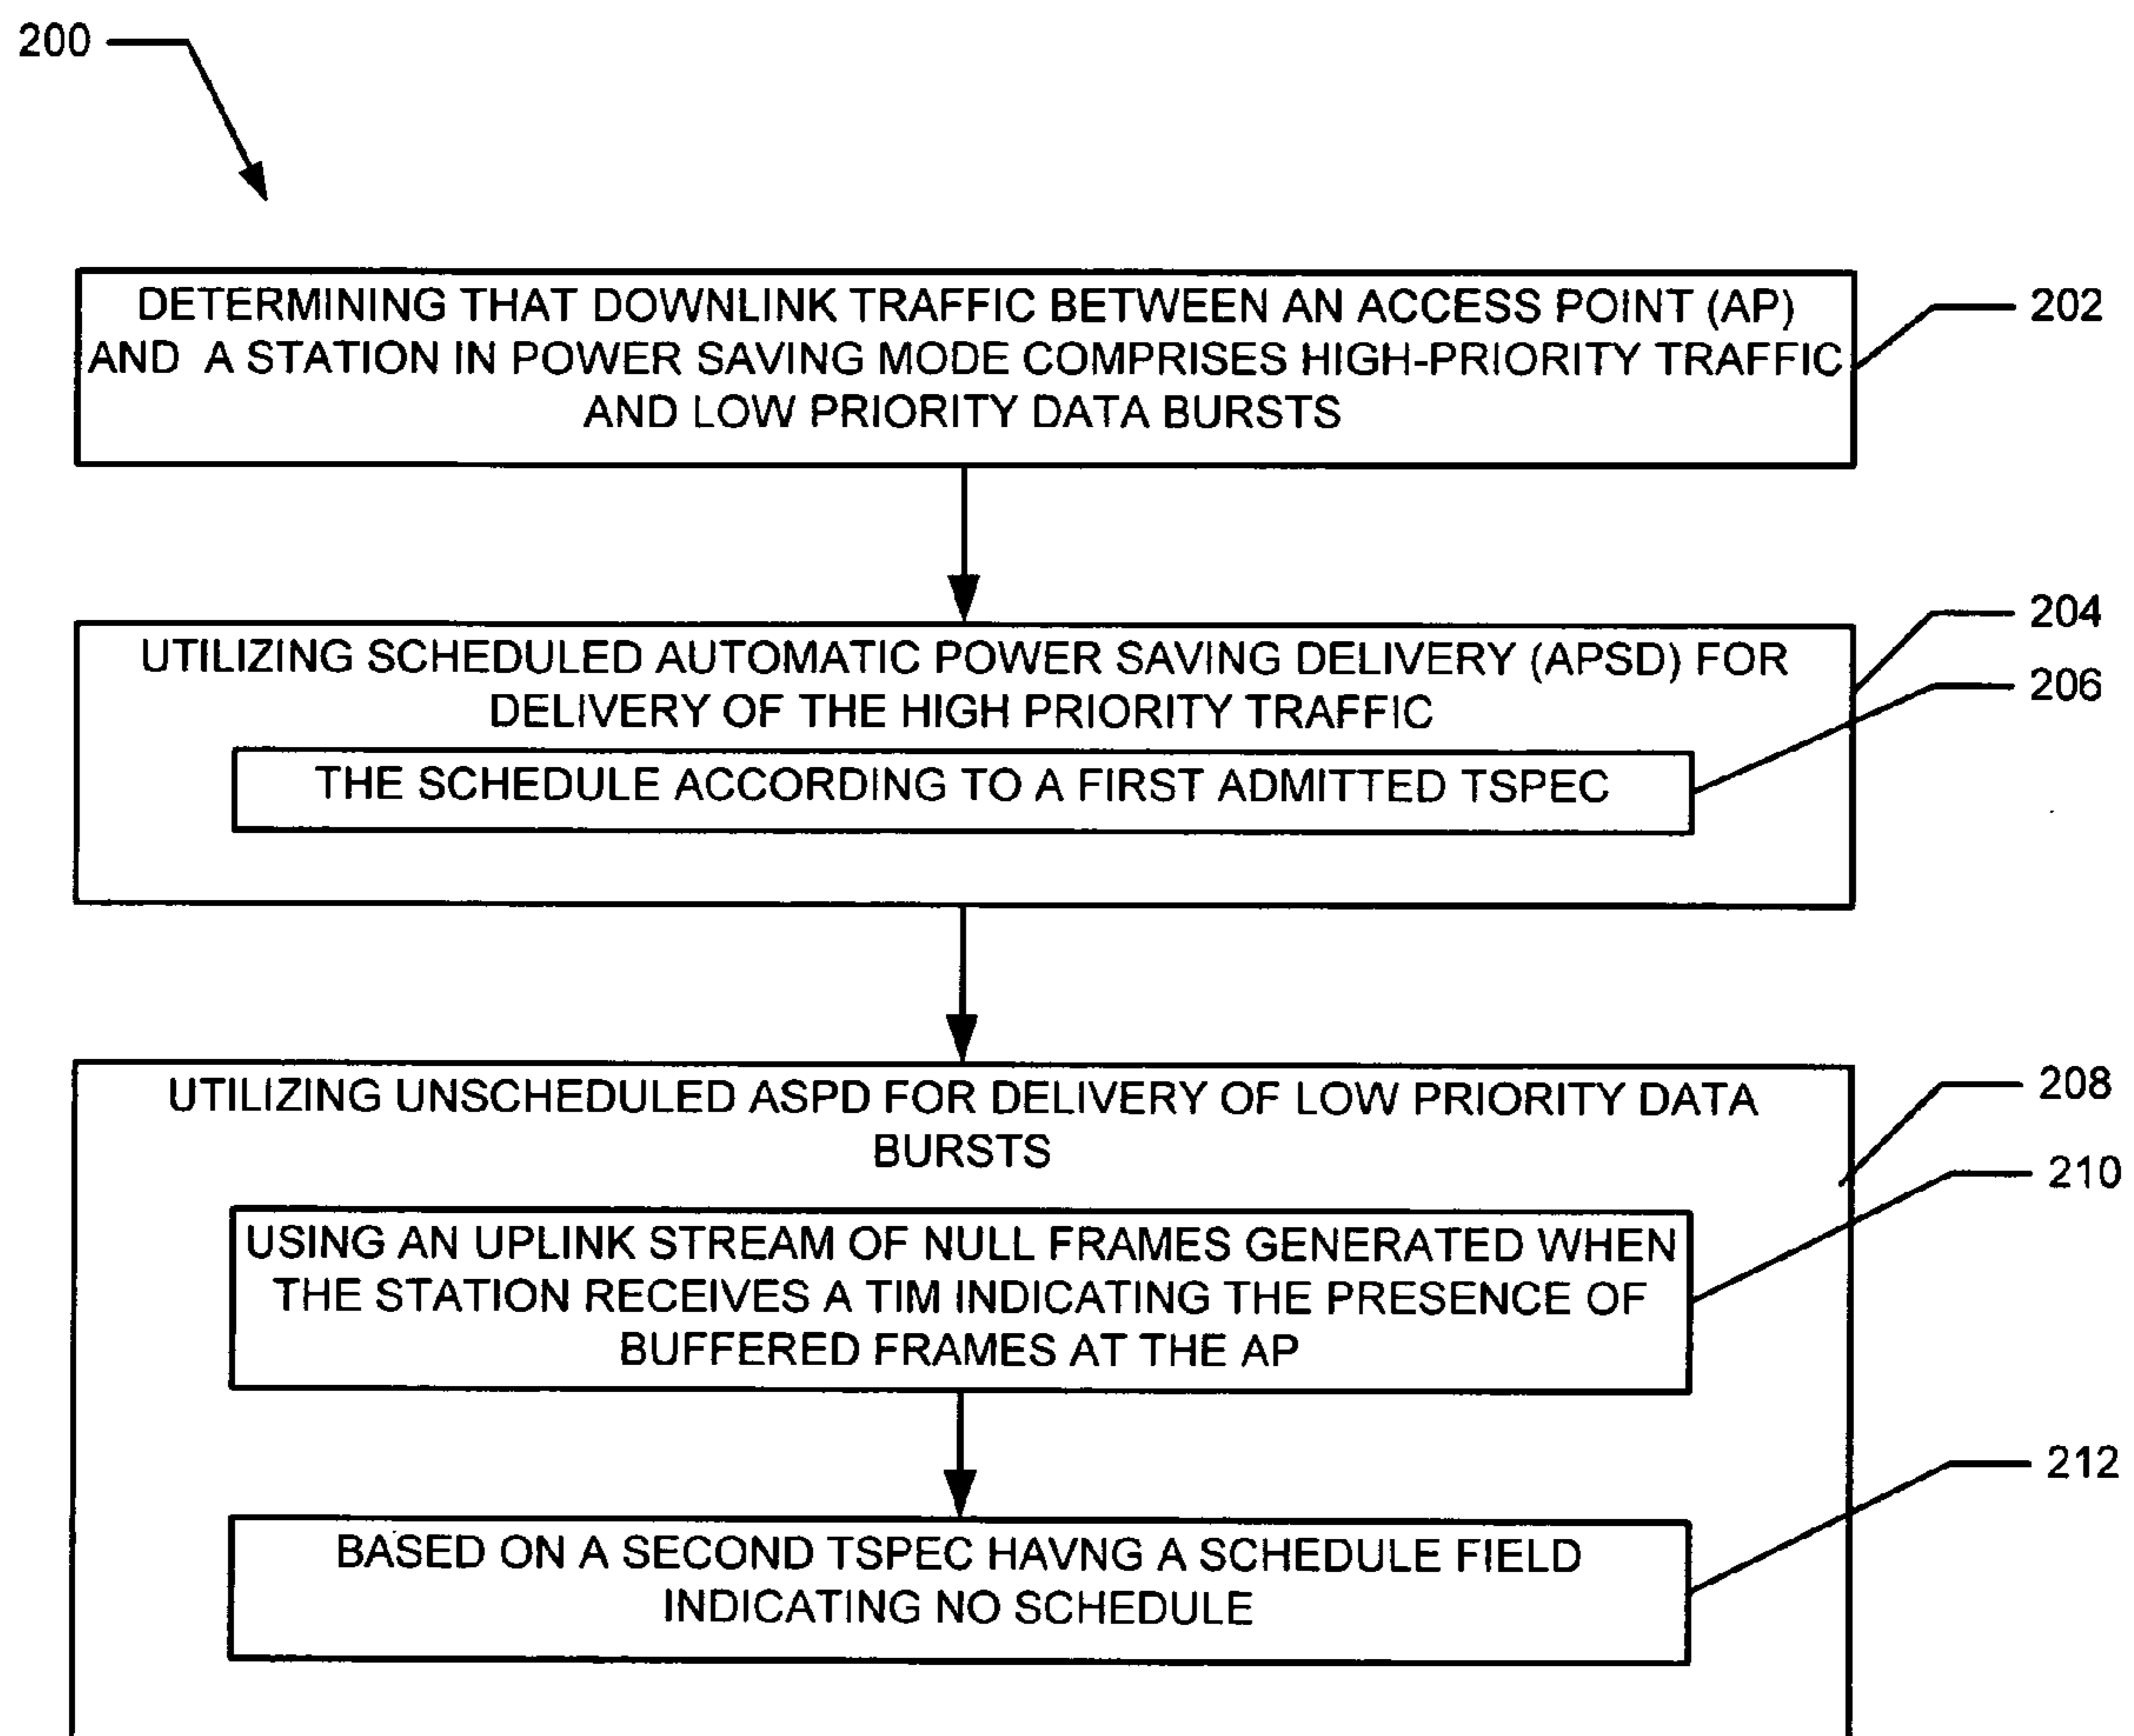 200
DETERMINING THAT DOWNLINK TRAFFIC BETWEEN AN ACCESS POINT (AP)
AND A STATION IN POWER SAVING MODE COMPRISES HIGH-PRIORITY TRAFFIC
AND LOW PRIORITY DATA BURSTS
202
UTILIZING SCHEDULED AUTOMATIC POWER SAVING DELIVERY (APSD) FOR
DELIVERY OF THE HIGH PRIORITY TRAFFIC
204
206
THE SCHEDULE ACCORDING TO A FIRST ADMITTED TSPEC
UTILIZING UNSCHEDULED ASPD FOR DELIVERY OF LOW PRIORITY DATA
BURSTS
208
210
USING AN UPLINK STREAM OF NULL FRAMES GENERATED WHEN
THE STATION RECEIVES A TIM INDICATING THE PRESENCE OF
BUFFERED FRAMES AT THE AP
212
BASED ON A SECOND TSPEC HAVNG A SCHEDULE FIELD
INDICATING NO SCHEDULE